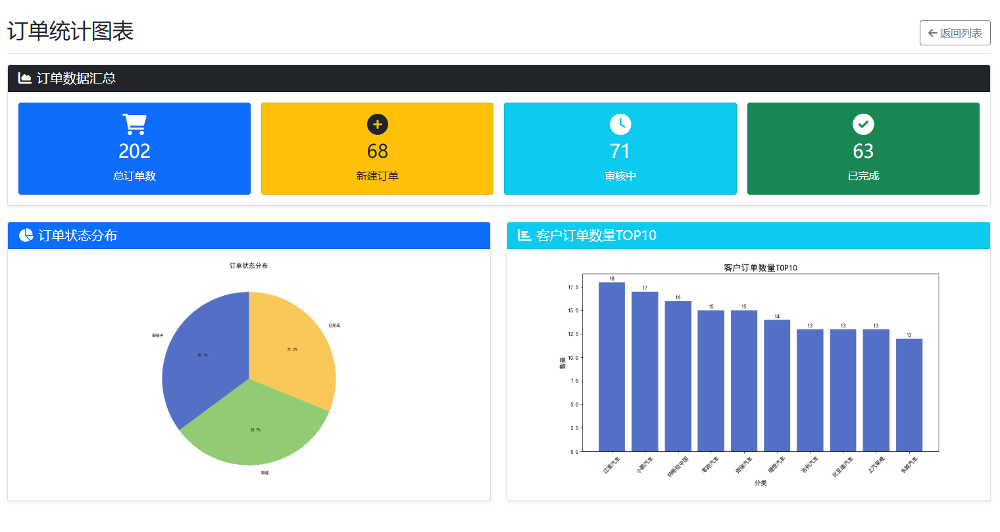 订单统计图表
返回列表
订单数据汇总
202
总订单数
68
新建订单
71
审核中
63
已完成
订单状态分布
订单状态分布
已完成
审核中
31.2%
35.1%
33.7%
新建
客户订单数量TOP10
客户订单数量TOP10
18
17
16
15
15
14
13
13
13
12
17.5
15.0
12.5
10.0
7.5
5.0
2.5
0.0
数量
江淮汽车
小鹏汽车
特斯拉中国
零跑汽车
奇瑞汽车
理想汽车
吉利汽车
比亚迪汽车
上汽荣威
长城汽车
分类